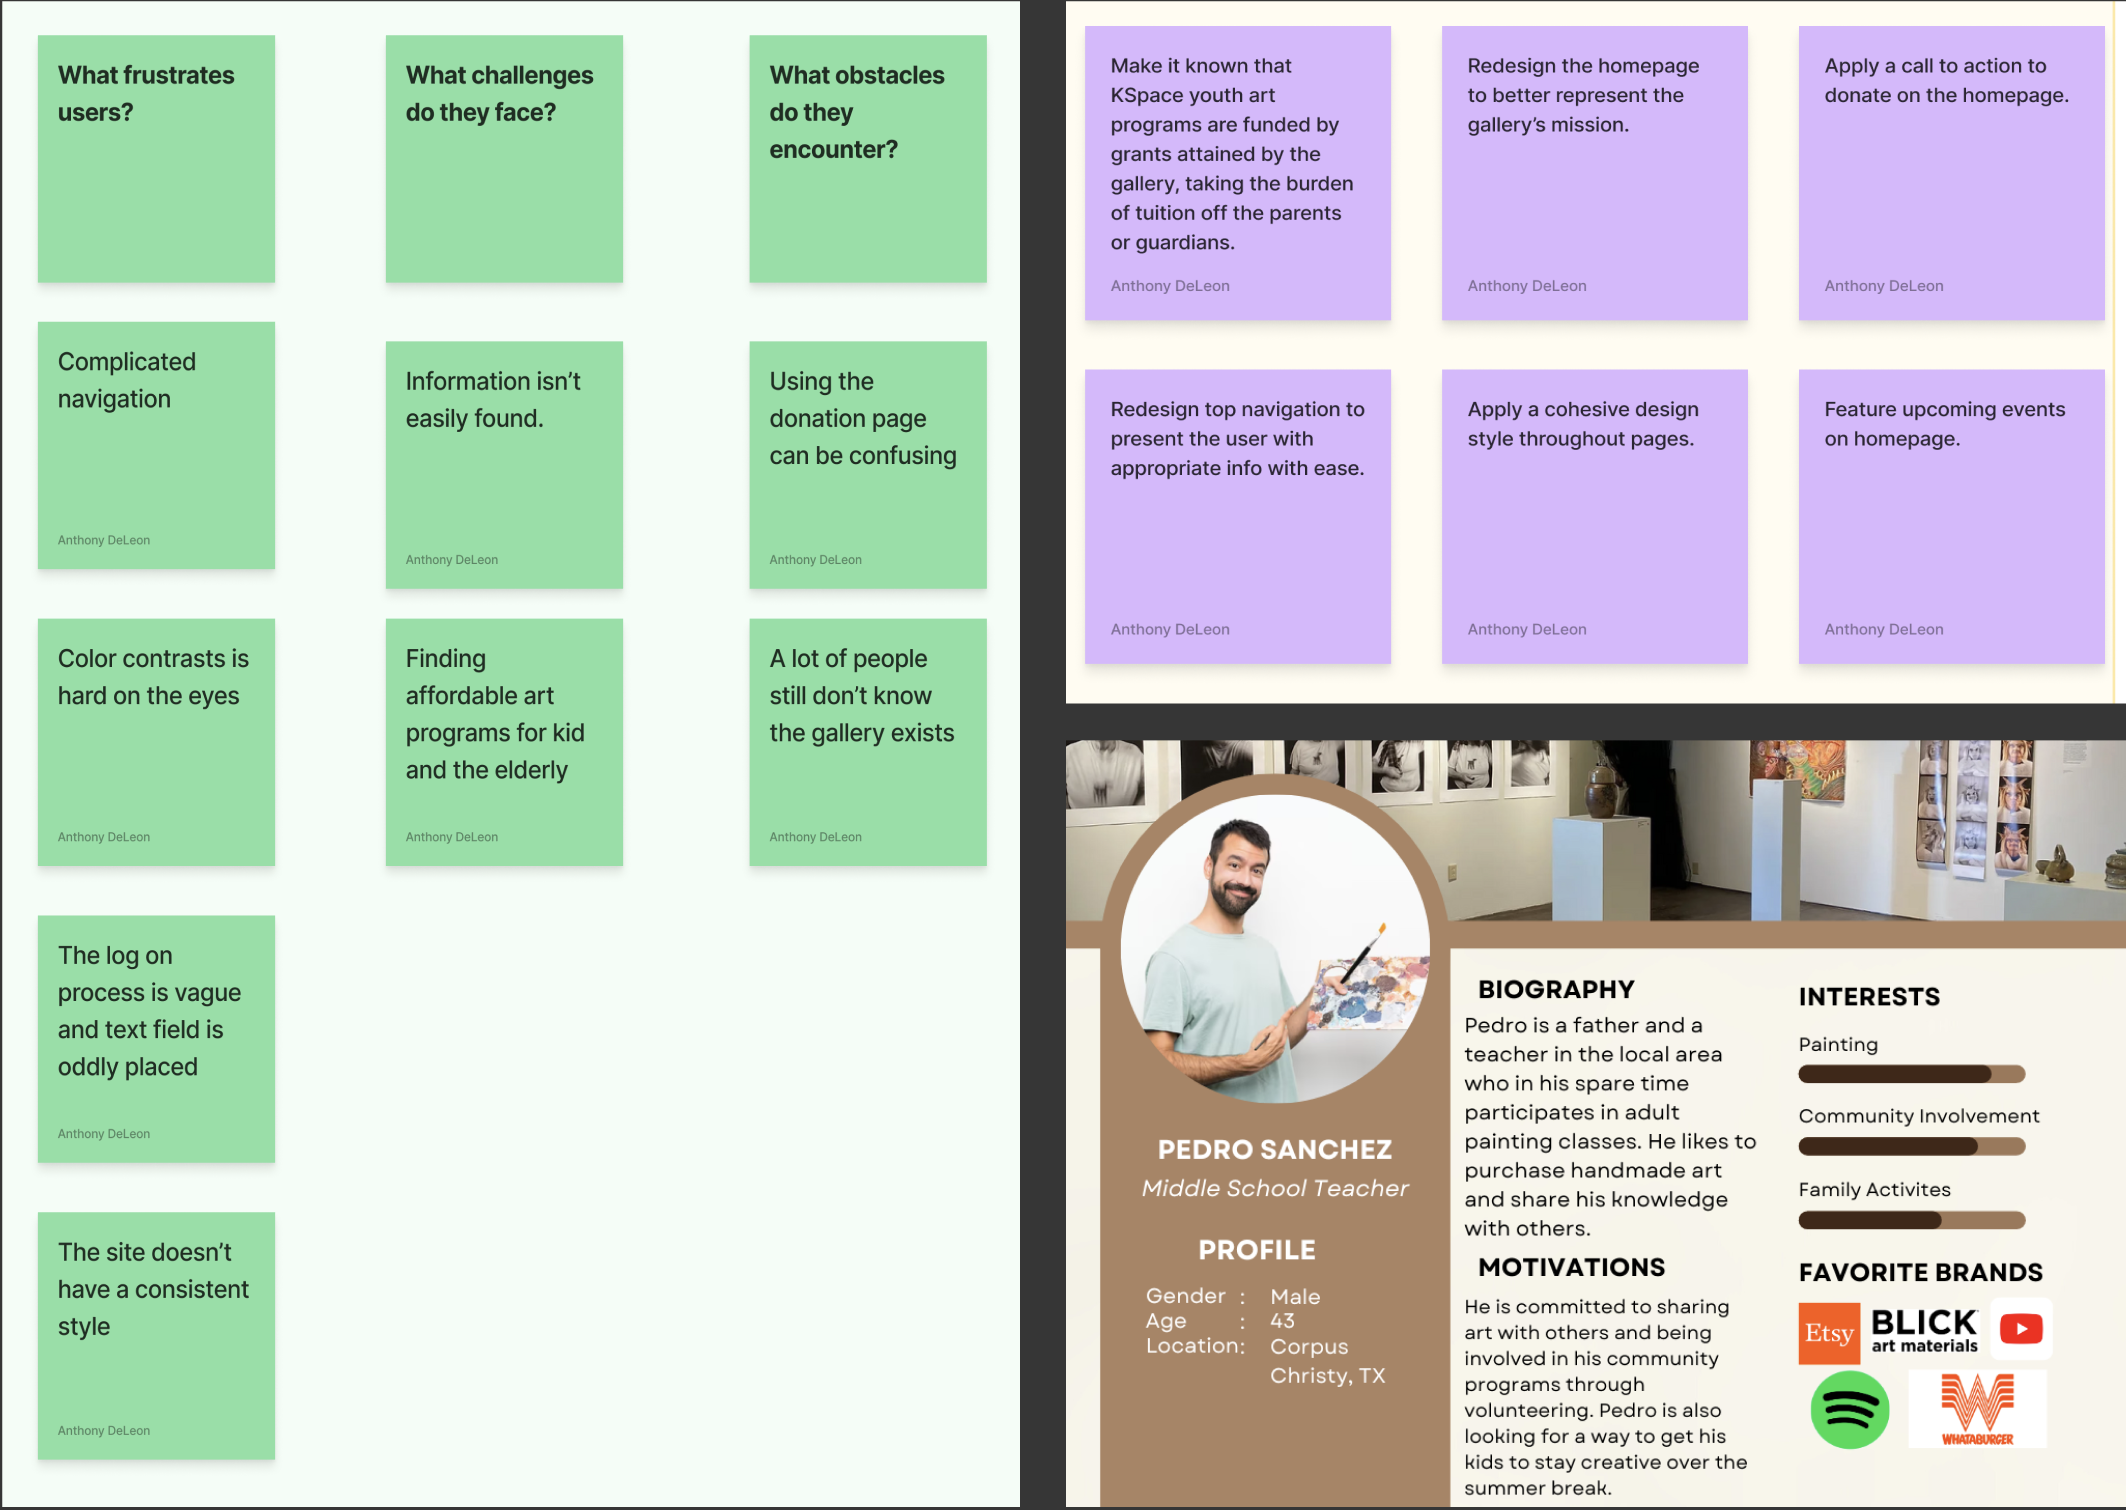 What frustrates
users?
What challenges
do they face?
What obstacles
do they
encounter?
Complicated
navigation
Anthony DeLeon
Information isn’t
easily found.
Anthony DeLeon
Using the
donation page
can be confusing
Anthony DeLeon
Color contrasts is
hard on the eyes
Anthony DeLeon
Finding
affordable art
programs for kid
and the elderly
Anthony DeLeon
A lot of people
still don’t know
the gallery exists
Anthony DeLeon
The log on
process is vague
and text field is
oddly placed
Anthony DeLeon
The site doesn’t
have a consistent
style
Anthony DeLeon
Make it known that
KSpace youth art
programs are funded by
grants attained by the
gallery, taking the burden
of tuition off the parents
or guardians.
Anthony DeLeon
Redesign the homepage
to better represent the
gallery’s mission.
Anthony DeLeon
Apply a call to action to
donate on the homepage.
Anthony DeLeon
Redesign top navigation to
present the user with
appropriate info with ease.
Anthony DeLeon
Apply a cohesive design
style throughout pages.
Anthony DeLeon
Feature upcoming events
on homepage.
Anthony DeLeon
PEDRO SANCHEZ
Middle School Teacher
PROFILE
Gender : Male
Age : 43
Location: Corpus
Christy, TX
BIOGRAPHY
Pedro is a father and a
teacher in the local area
who in his spare time
participates in adult
painting classes. He likes to
purchase handmade art
and share his knowledge
with others.
MOTIVATIONS
He is committed to sharing
art with others and being
involved in his community
programs through
volunteering. Pedro is also
looking for a way to get his
kids to stay creative over the
summer break.
INTERESTS
Painting
Community Involvement
Family Activites
FAVORITE BRANDS
Etsy
BLICK
art materials
WHATABURGER